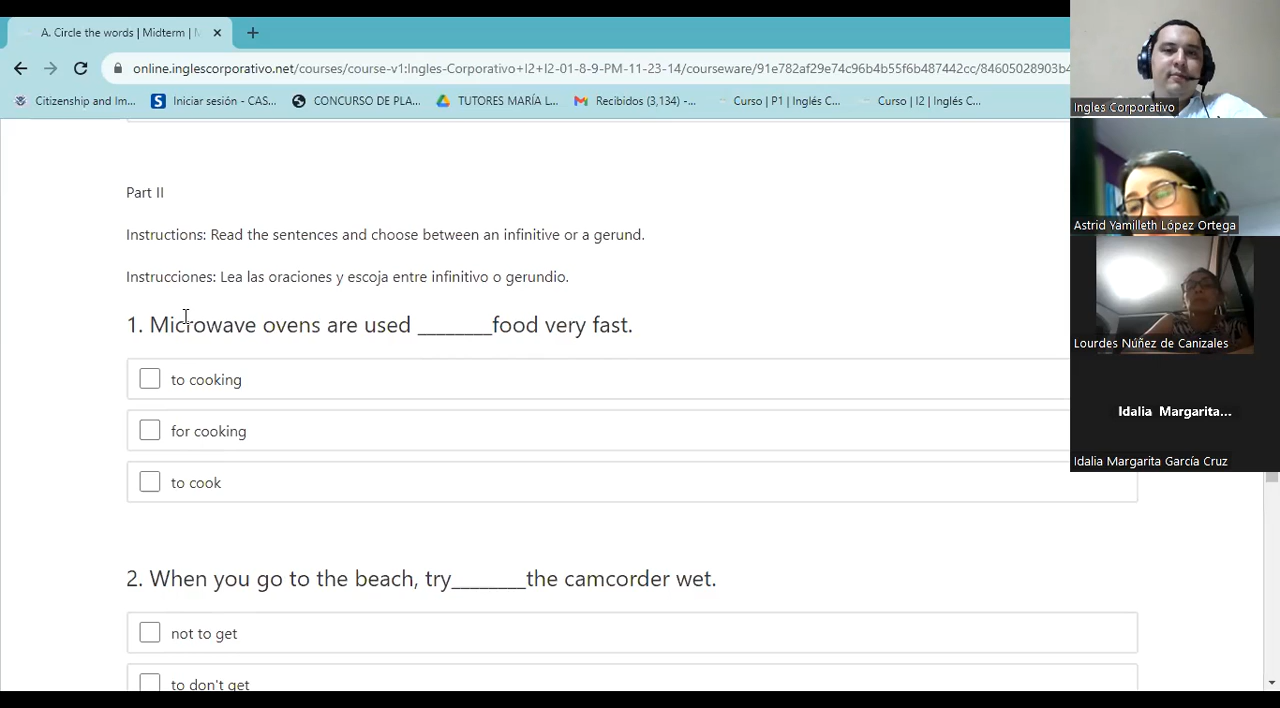 A. Circle the words | Midterm |
online.inglescorporativo.net/courses/course-v1:Ingles-Corporativo+I2+I2-01-8-9-PM-11-23-14/courseware/91e782af29e74c96b4b55f6b487442cc/84605028903b4
Citizenship and Im... Iniciar sesión - CAS... CONCURSO DE PLA... TUTORES MARÍA L... Recibidos (3,134) -... Curso | P1 | Inglés C... Curso | I2 | Inglés C...
Ingles Corporativo
Astrid Yamilleth López Ortega
Lourdes Núñez de Canizales
Idalia Margarita...
Idalia Margarita García Cruz
Part II
Instructions: Read the sentences and choose between an infinitive or a gerund.
Instrucciones: Lea las oraciones y escoja entre infinitivo o gerundio.
1. Microwave ovens are used ________food very fast.
to cooking
for cooking
to cook
2. When you go to the beach, try________the camcorder wet.
not to get
to don't get